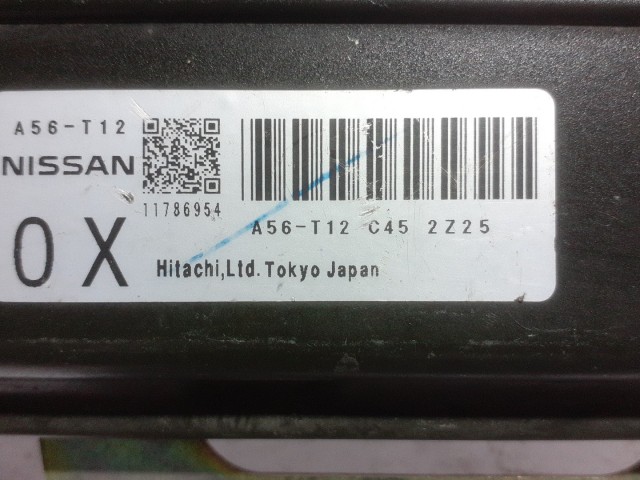 A56-T12
NISSAN
11786954
A56-T12 C45 2Z25
0X
Hitachi,Ltd. Tokyo Japan